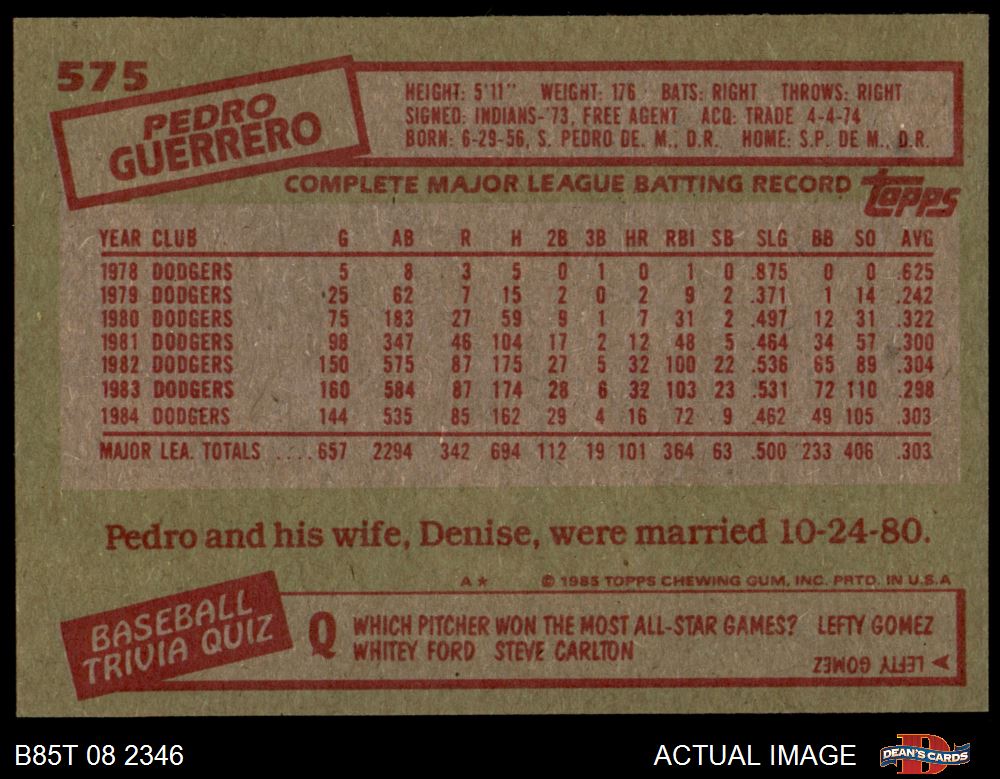 575
PEDRO
GUERRERO
HEIGHT: 5'11" WEIGHT: 176 BATS: RIGHT THROWS: RIGHT
SIGNED: INDIANS-'73, FREE AGENT ACQ: TRADE 4-4-74
BORN: 6-29-56, S. PEDRO DE. M., D.R. HOME: S.P. DE M., D.R.
COMPLETE MAJOR LEAGUE BATTING RECORD topps
YEAR CLUB G AB R H 2B 3B HR RBI SB SLG BB SO AVG
1978 DODGERS 5 8 3 5 0 1 0 1 0 .875 0 0 .625
1979 DODGERS 25 62 7 15 2 0 2 9 2 .371 1 14 .242
1980 DODGERS 75 183 27 59 9 1 7 31 2 .497 12 31 .322
1981 DODGERS 98 347 46 104 17 2 12 48 5 .464 34 57 .300
1982 DODGERS 150 575 87 175 27 5 32 100 22 .536 65 89 .304
1983 DODGERS 160 584 87 174 28 6 32 103 23 .531 72 110 .298
1984 DODGERS 144 535 85 162 29 4 16 72 9 .462 49 105 .303
MAJOR LEA. TOTALS ....657 2294 342 694 112 19 101 364 63 .500 233 406 .303
Pedro and his wife, Denise, were married 10-24-80.
A* © 1985 TOPPS CHEWING GUM, INC. PRTD. IN U.S.A
BASEBALL
TRIVIA QUIZ
Q WHICH PITCHER WON THE MOST ALL-STAR GAMES? LEFTY GOMEZ
WHITEY FORD STEVE CARLTON
LEFTY GOMEZ
B85T 08 2346 ACTUAL IMAGE DEAN'S CARDS